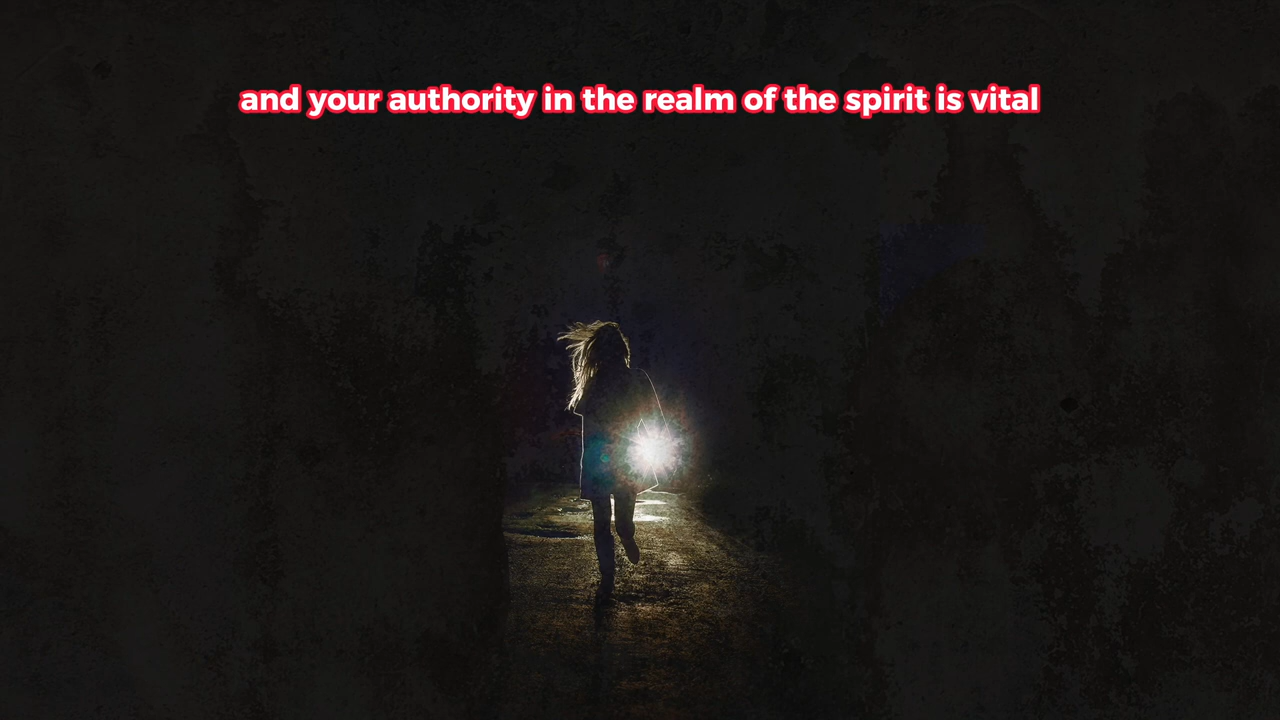 and your authority in the realm of the spirit is vital